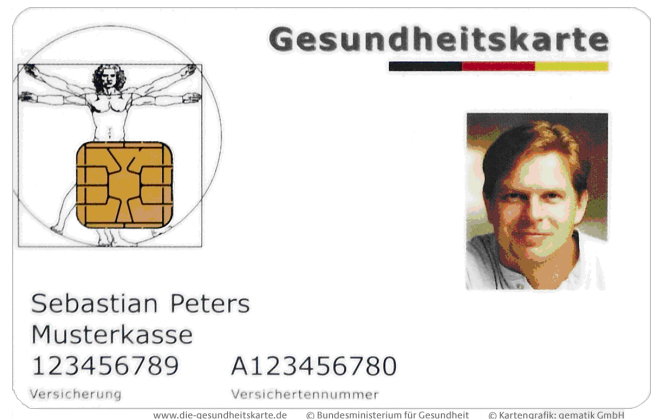 Gesundheitskarte
Sebastian Peters
Musterkasse
123456789 A123456780
Versicherung Versichertennummer
www.die-gesundheitskarte.de © Bundesministerium für Gesundheit © Kartengrafik: gematik GmbH